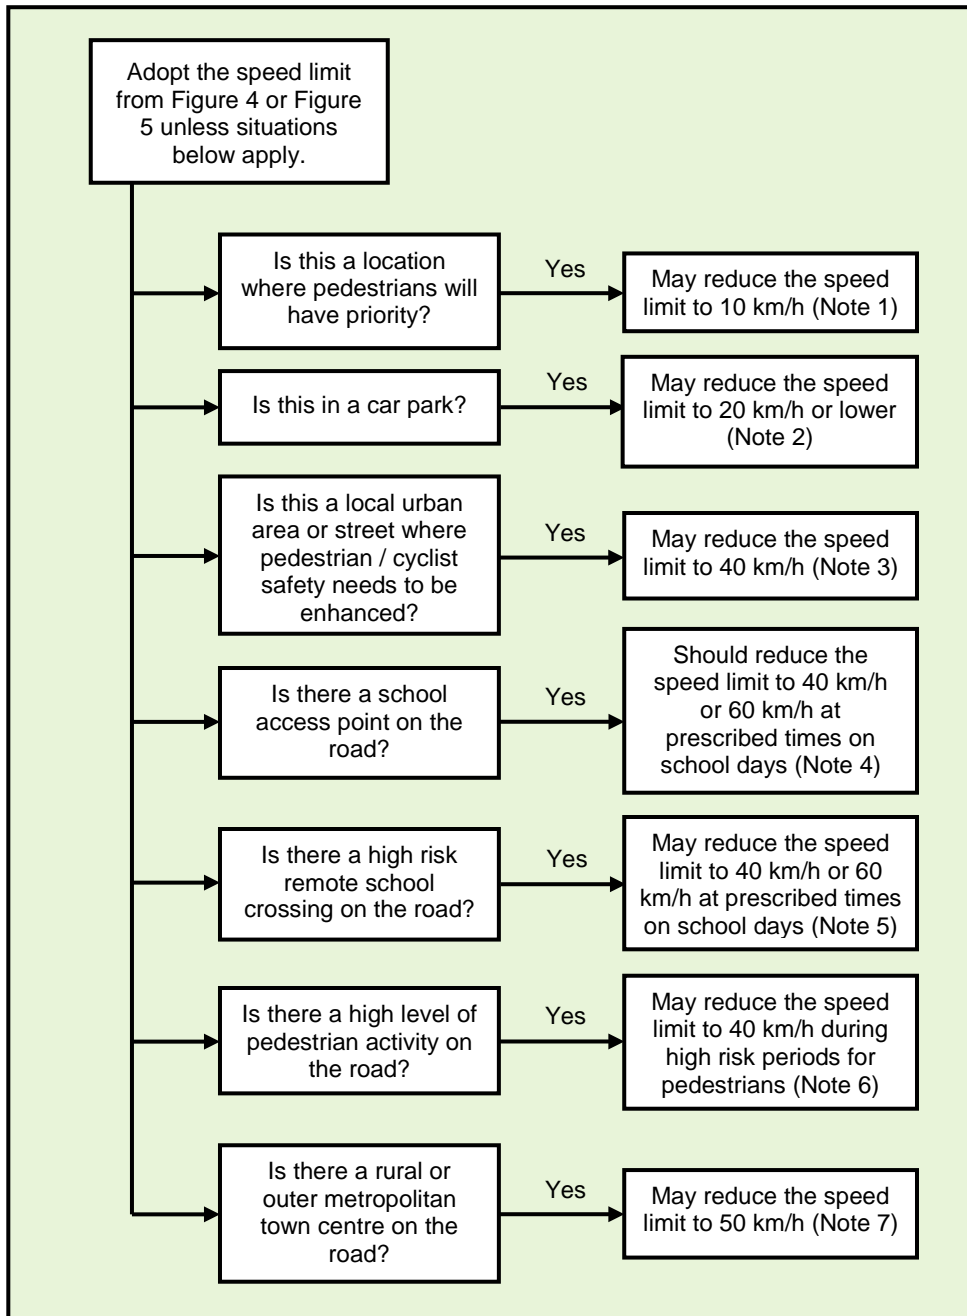 Adopt the speed limit
from Figure 4 or Figure
5 unless situations
below apply.
Is this a location
where pedestrians will
have priority?
Yes
May reduce the speed
limit to 10 km/h (Note 1)
Is this in a car park?
Yes
May reduce the speed
limit to 20 km/h or lower
(Note 2)
Is this a local urban
area or street where
pedestrian / cyclist
safety needs to be
enhanced?
Yes
May reduce the speed
limit to 40 km/h (Note 3)
Is there a school
access point on the
road?
Yes
Should reduce the
speed limit to 40 km/h
or 60 km/h at
prescribed times on
school days (Note 4)
Is there a high risk
remote school
crossing on the road?
Yes
May reduce the speed
limit to 40 km/h or 60
km/h at prescribed times
on school days (Note 5)
Is there a high level of
pedestrian activity on
the road?
Yes
May reduce the speed
limit to 40 km/h during
high risk periods for
pedestrians (Note 6)
Is there a rural or
outer metropolitan
town centre on the
road?
Yes
May reduce the speed
limit to 50 km/h (Note 7)